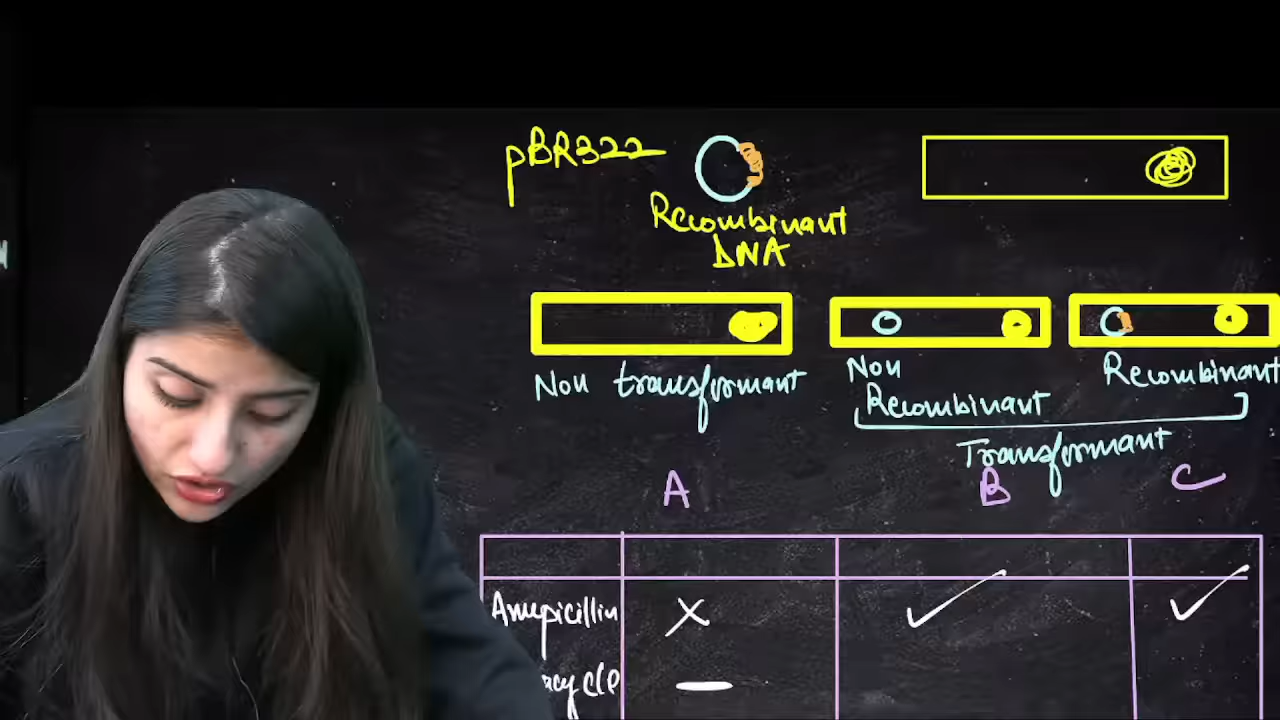 pBR322
Recombinant
DNA
Non transformant
Non
Recombinant
Recombinant
Transformant
A
B
C
Ampicillin